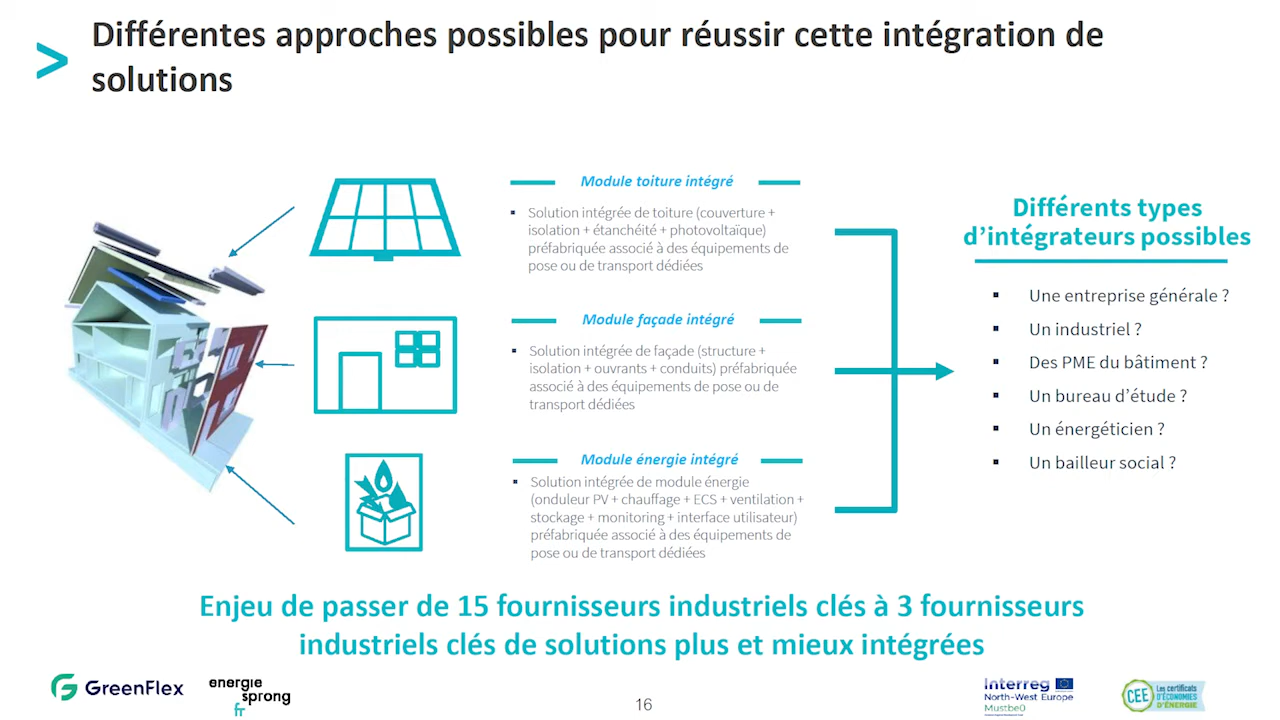 Différentes approches possibles pour réussir cette intégration de
solutions
Module toiture intégré
▪ Solution intégrée de toiture (couverture +
isolation + étanchéité + photovoltaïque)
préfabriquée associé à des équipements de
pose ou de transport dédiées
Module façade intégré
▪ Solution intégrée de façade (structure +
isolation + ouvrants + conduits) préfabriquée
associé à des équipements de pose ou de
transport dédiées
Module énergie intégré
▪ Solution intégrée de module énergie
(onduleur PV + chauffage + ECS + ventilation +
stockage + monitoring + interface utilisateur)
préfabriquée associé à des équipements de
pose ou de transport dédiées
Différents types
d’intégrateurs possibles
▪ Une entreprise générale ?
▪ Un industriel ?
▪ Des PME du bâtiment ?
▪ Un bureau d’étude ?
▪ Un énergéticien ?
▪ Un bailleur social ?
Enjeu de passer de 15 fournisseurs industriels clés à 3 fournisseurs
industriels clés de solutions plus et mieux intégrées
GreenFlex
energie
sprong
fr
16
Interreg
North-West Europe
Mustbe0
CEE
Les certificats
D'ÉCONOMIES
D'ÉNERGIE